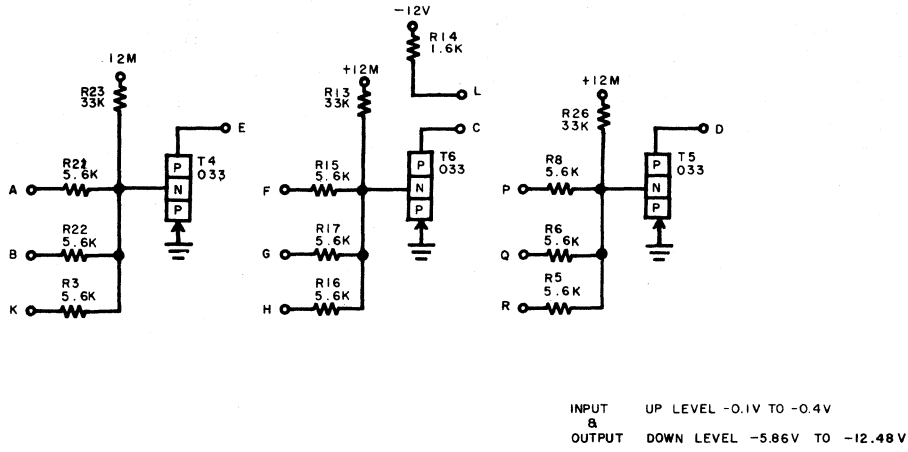 -12V
R14
1.6K
L
12M
R23
33K
E
P
N
P
T4
033
R21
5.6K
A
R22
5.6K
B
R3
5.6K
K
+12M
R13
33K
C
P
N
P
T6
033
R15
5.6K
F
R17
5.6K
G
R16
5.6K
H
+12M
R26
33K
D
P
N
P
T5
033
R8
5.6K
P
R6
5.6K
Q
R5
5.6K
R
INPUT UP LEVEL -0.1V TO -0.4V
&
OUTPUT DOWN LEVEL -5.86V TO -12.48V